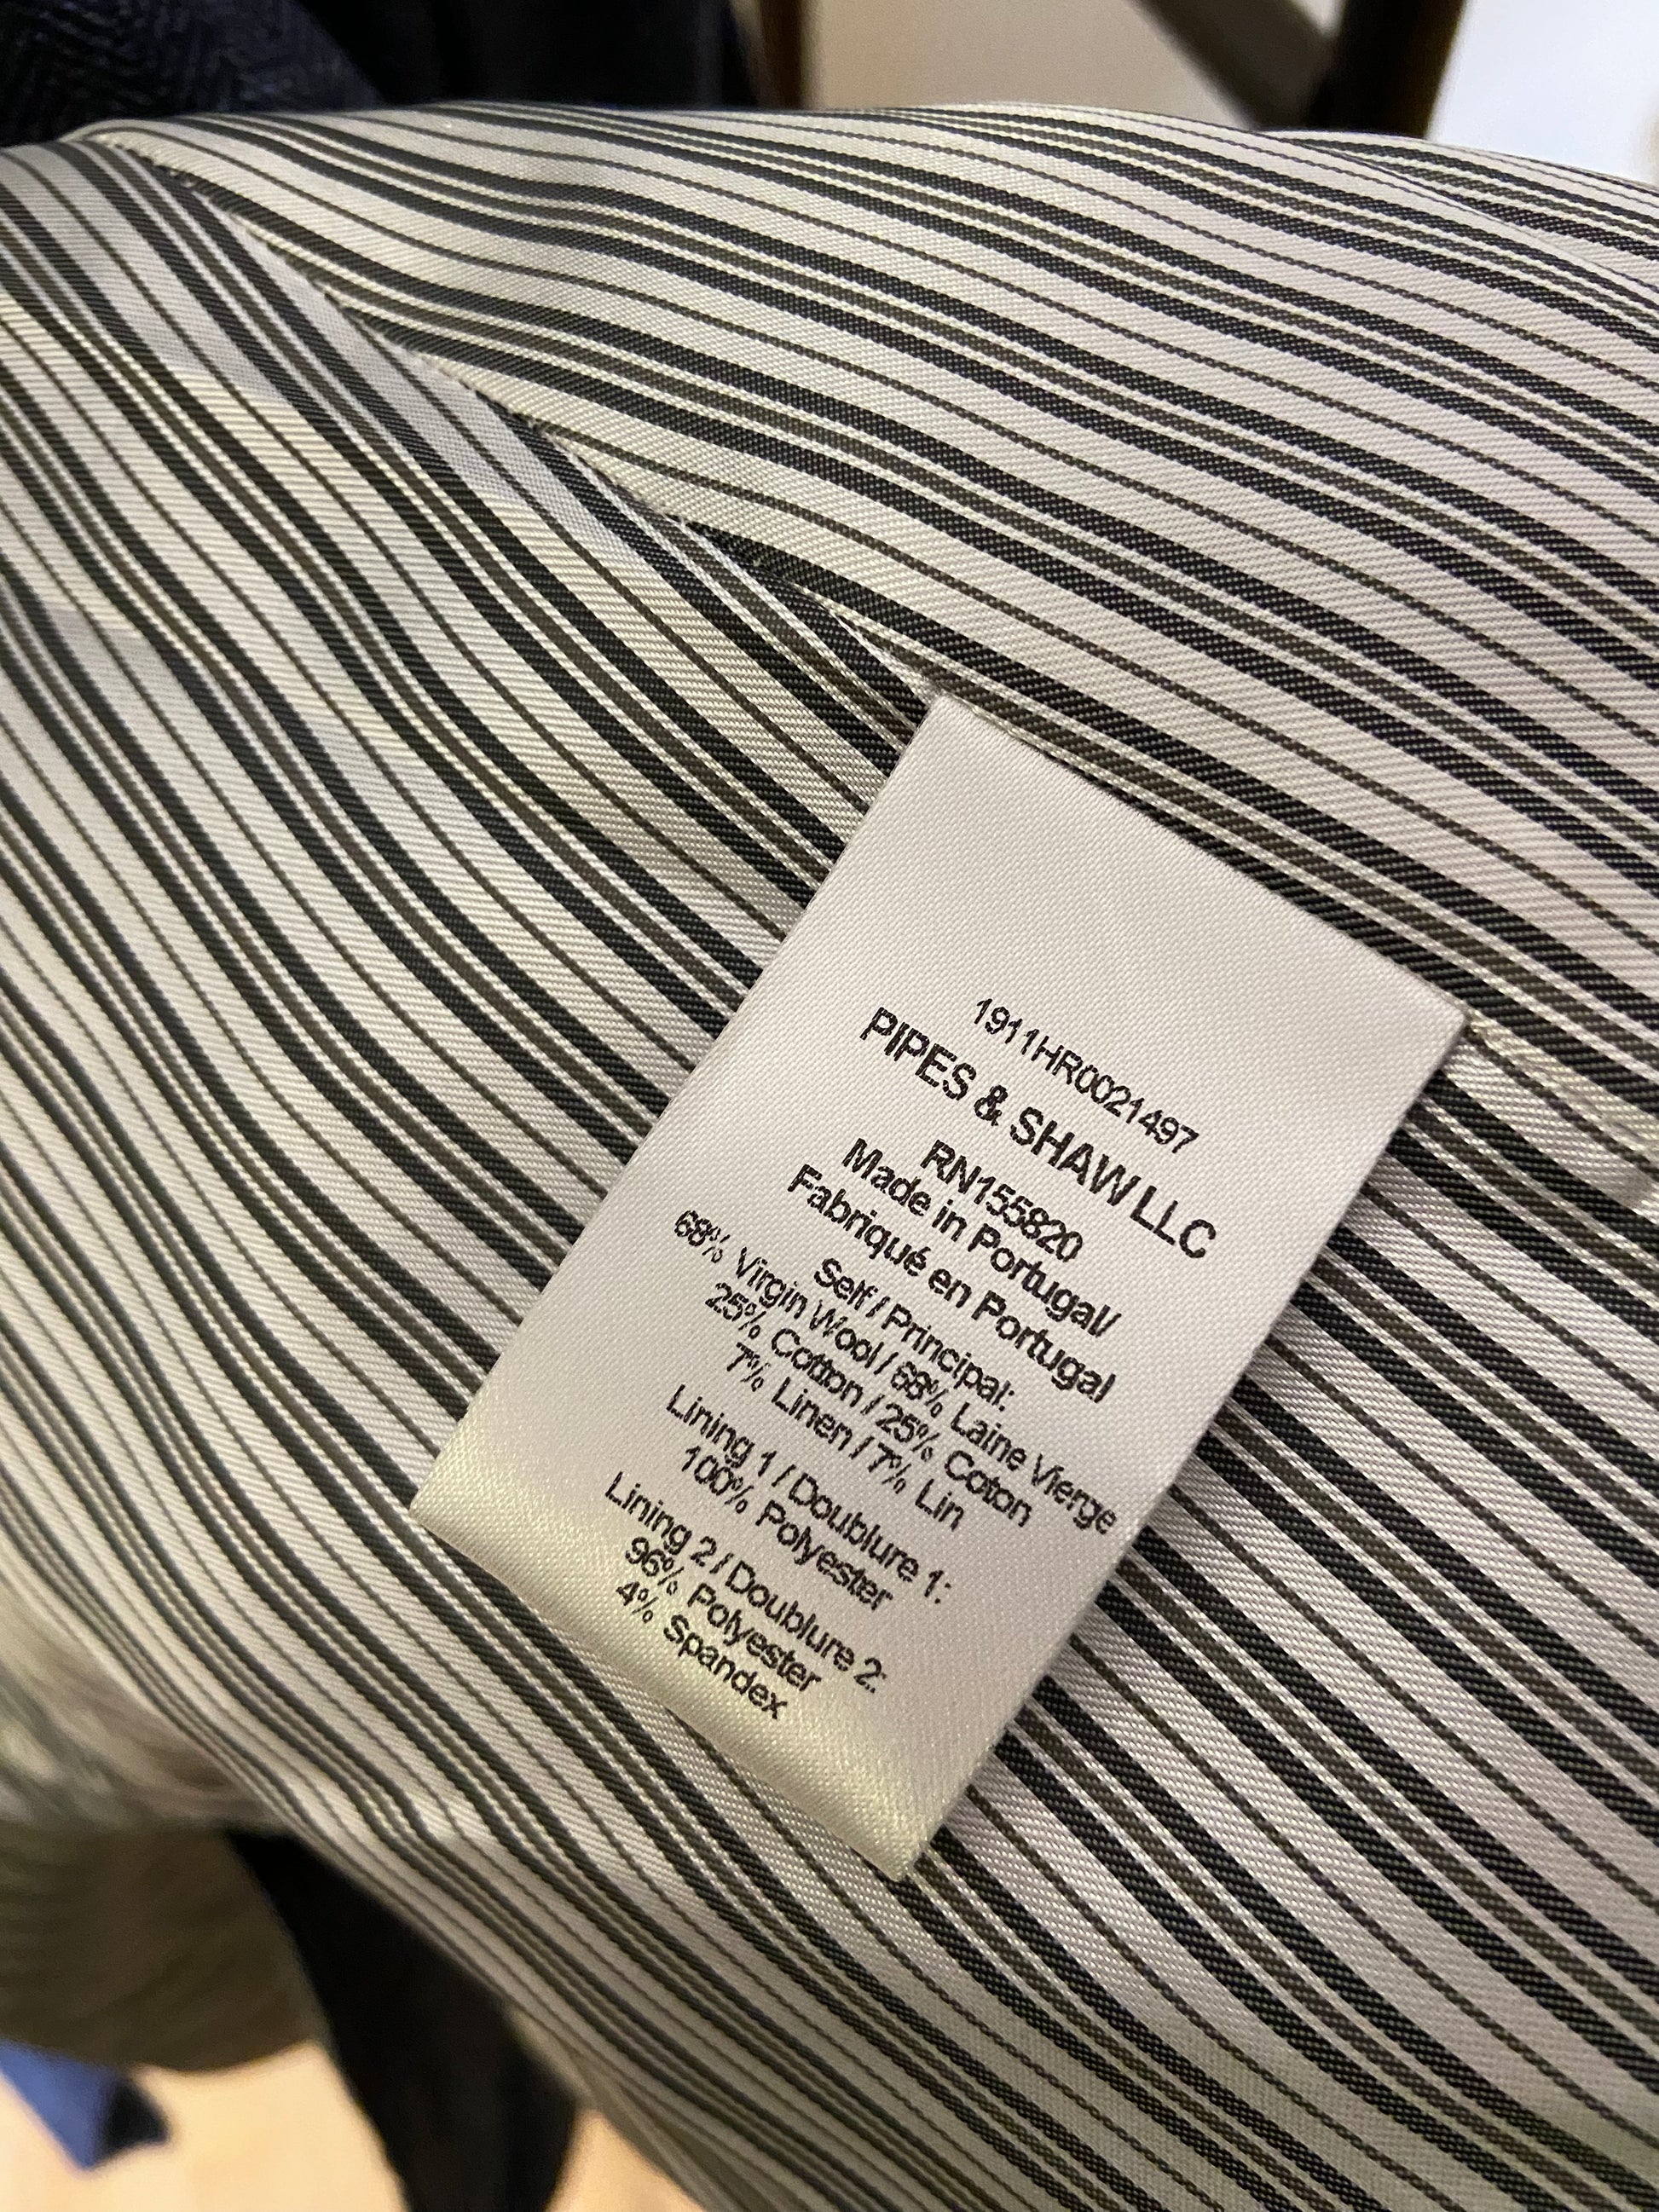 1911HR0021497
PIPES & SHAW LLC
RN155820
Made in Portugal/
Fabriqué en Portugal
Self / Principal:
68% Virgin Wool / 68% Laine Vierge
25% Cotton / 25% Coton
7% Linen / 7% Lin
Lining 1 / Doublure 1:
100% Polyester
Lining 2 / Doublure 2:
96% Polyester
4% Spandex